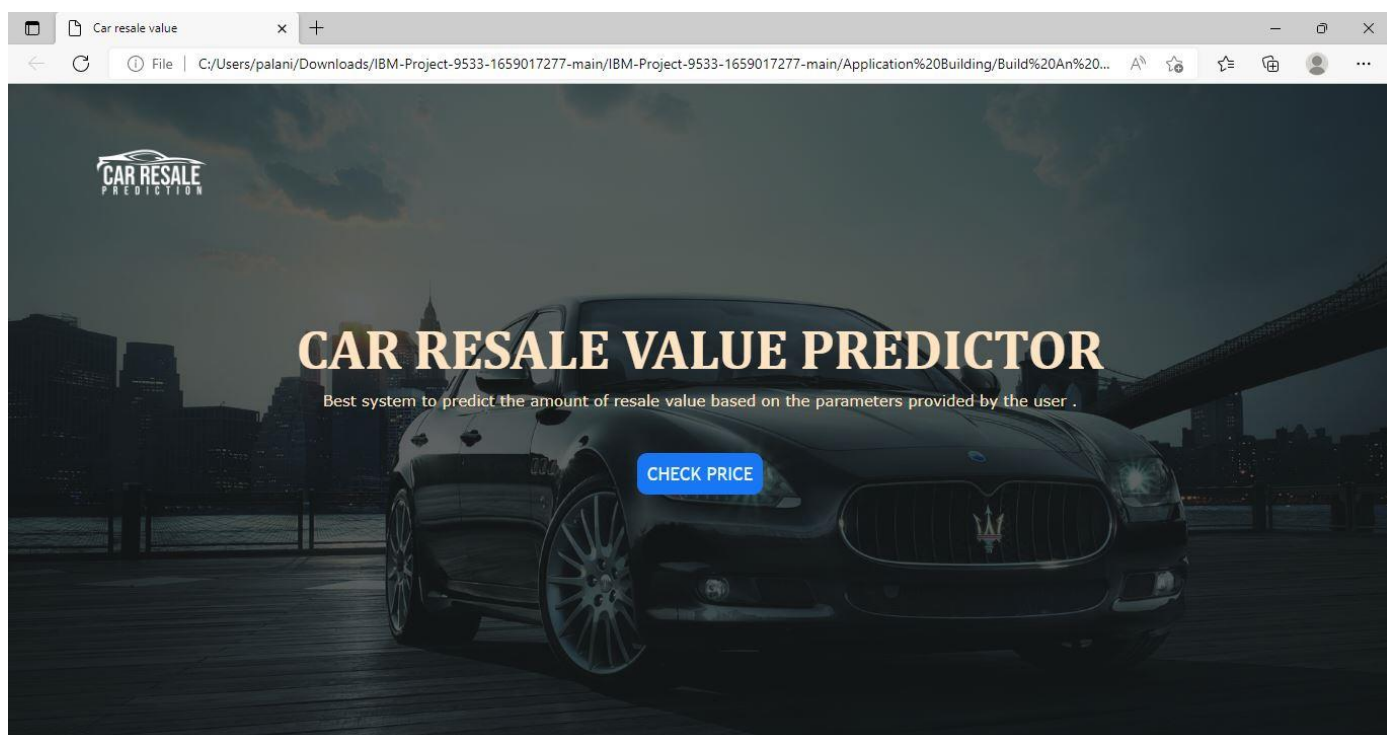 Car resale value
File
C:/Users/palani/Downloads/IBM-Project-9533-1659017277-main/IBM-Project-9533-1659017277-main/Application%20Building/Build%20An%20...
CAR RESALE
PREDICTION
CAR RESALE VALUE PREDICTOR
Best system to predict the amount of resale value based on the parameters provided by the user .
CHECK PRICE